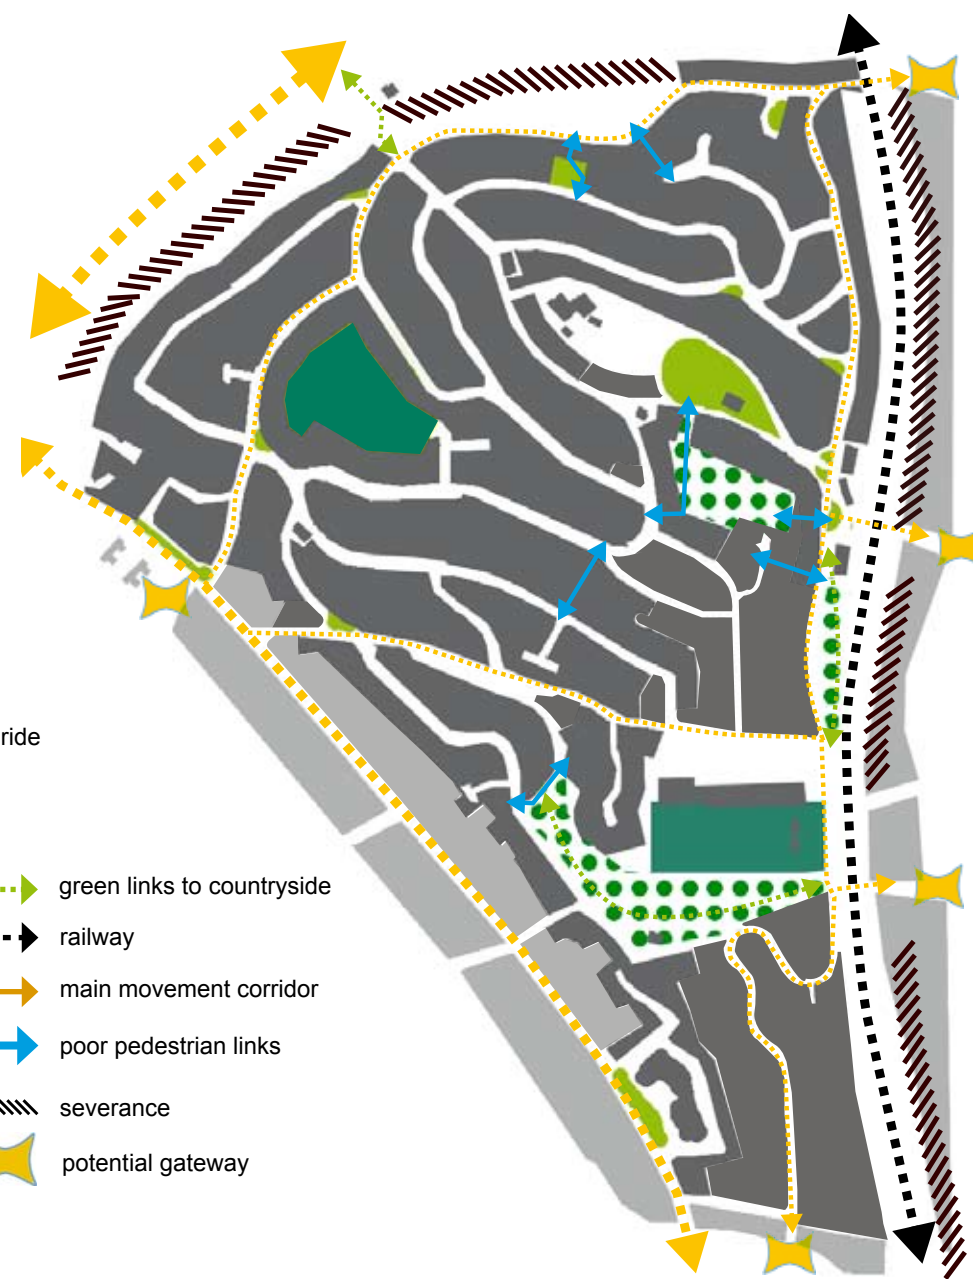 ride
green links to countryside
railway
main movement corridor
poor pedestrian links
severance
potential gateway